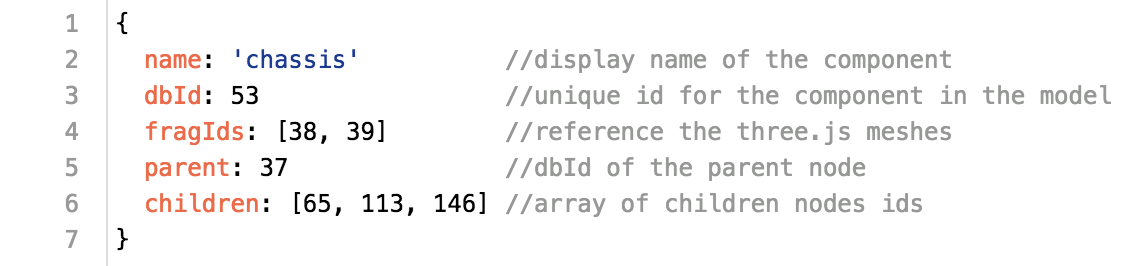 1 {
2   name: 'chassis'          //display name of the component
3   dbId: 53                 //unique id for the component in the model
4   fragIds: [38, 39]        //reference the three.js meshes
5   parent: 37               //dbId of the parent node
6   children: [65, 113, 146] //array of children nodes ids
7 }